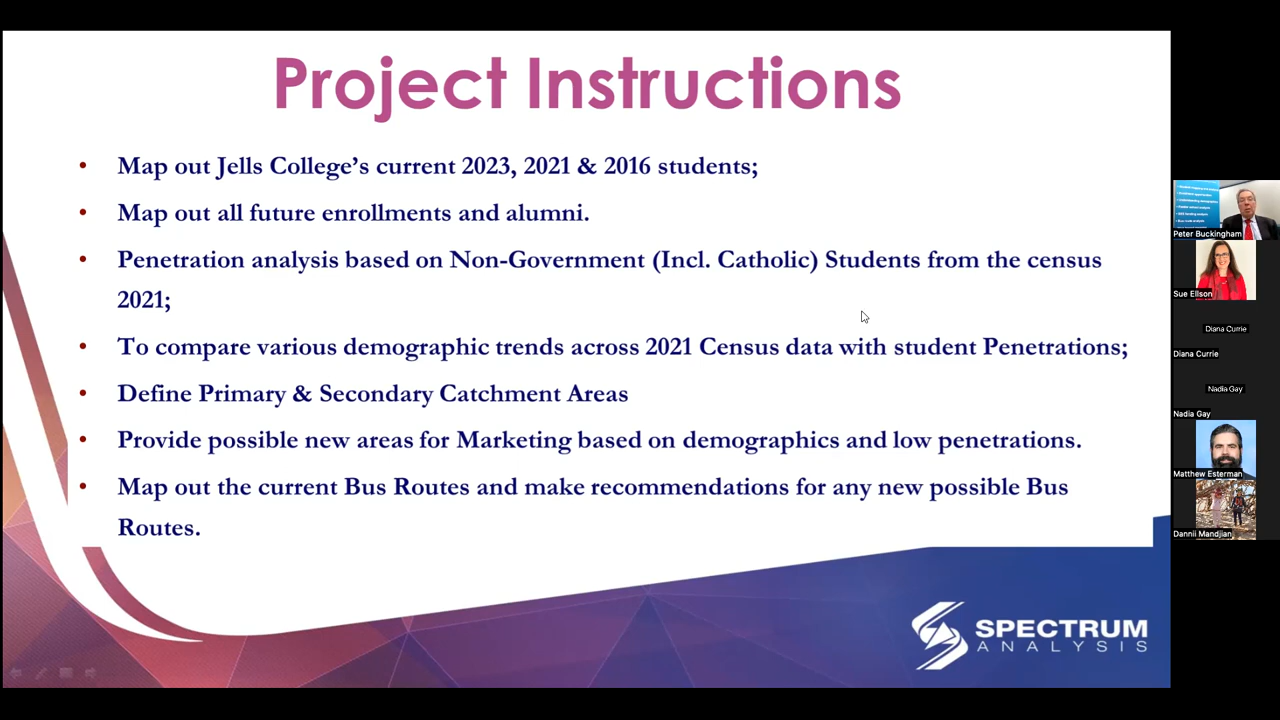 Project Instructions
• Map out Jells College's current 2023, 2021 & 2016 students;
• Map out all future enrollments and alumni.
• Penetration analysis based on Non-Government (Incl. Catholic) Students from the census
2021;
• To compare various demographic trends across 2021 Census data with student Penetrations;
• Define Primary & Secondary Catchment Areas
• Provide possible new areas for Marketing based on demographics and low penetrations.
• Map out the current Bus Routes and make recommendations for any new possible Bus
Routes.
SPECTRUM
ANALYSIS
Peter Buckingham
Sue Ellson
Diana Currie
Diana Currie
Nadia Gay
Nadia Gay
Matthew Esterman
Dannii Mandjian